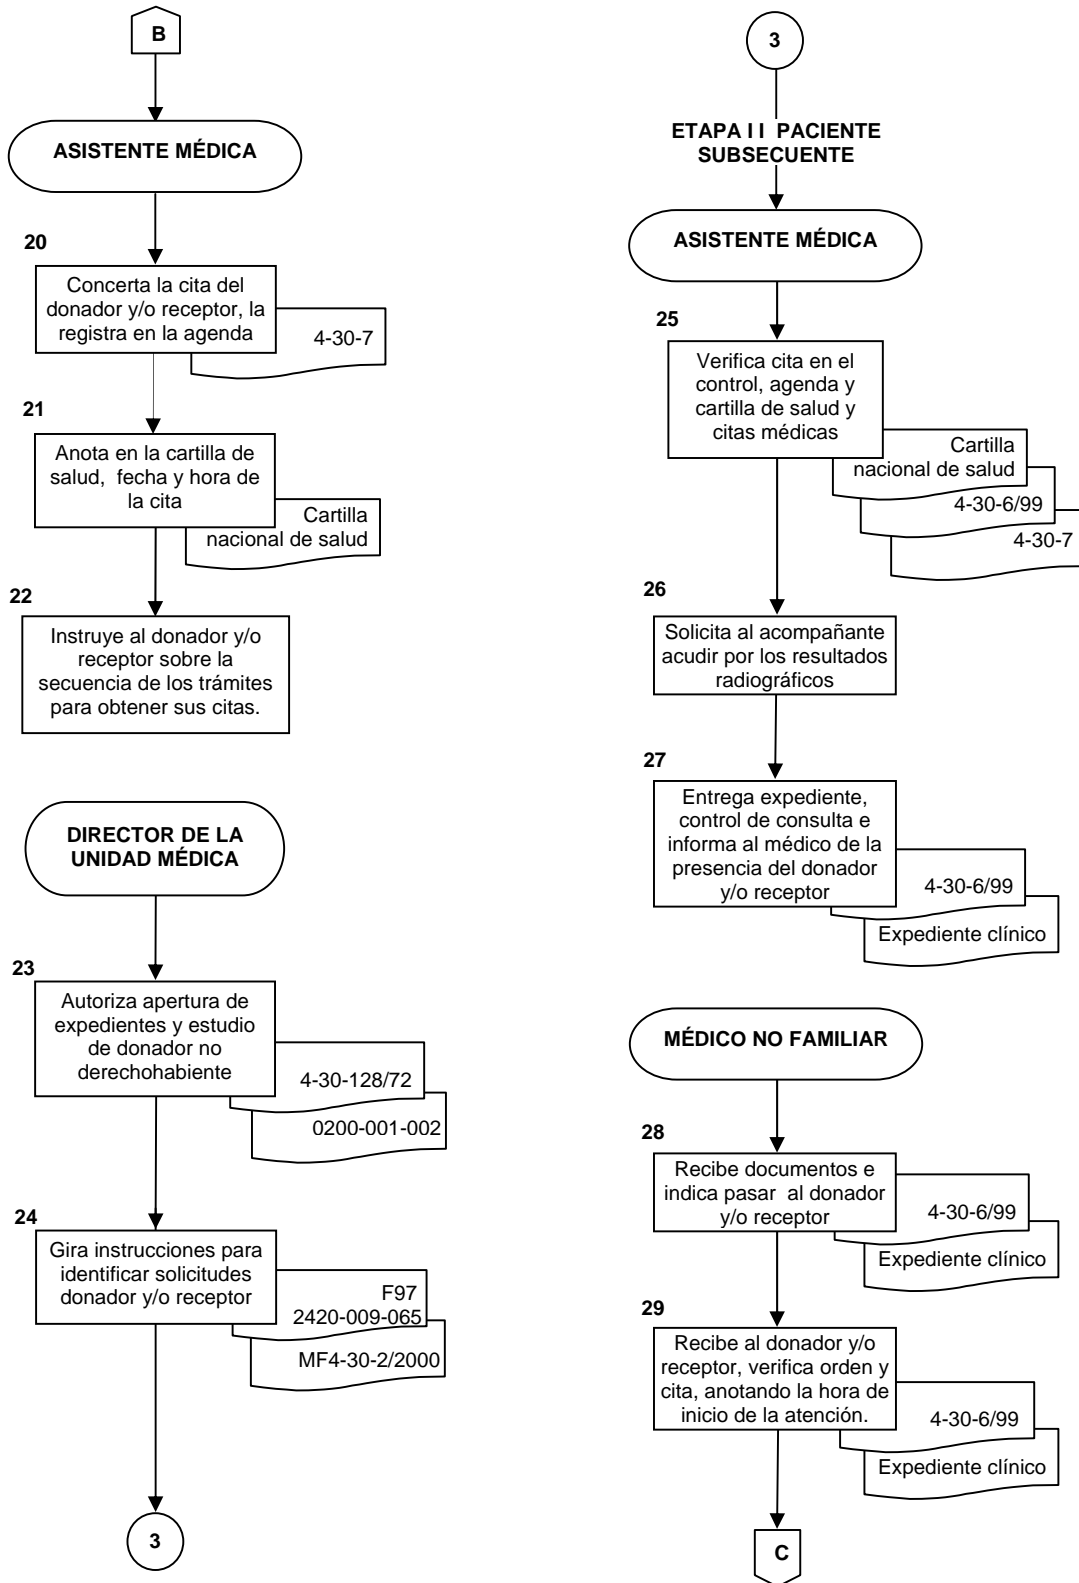 B
ASISTENTE MÉDICA
20
Concerta la cita del
donador y/o receptor, la
registra en la agenda
4-30-7
21
Anota en la cartilla de
salud, fecha y hora de
la cita
Cartilla
nacional de salud
22
Instruye al donador y/o
receptor sobre la
secuencia de los trámites
para obtener sus citas.
DIRECTOR DE LA
UNIDAD MÉDICA
23
Autoriza apertura de
expedientes y estudio
de donador no
derechohabiente
4-30-128/72
0200-001-002
24
Gira instrucciones para
identificar solicitudes
donador y/o receptor
F97
2420-009-065
MF4-30-2/2000
3
3
ETAPA I I PACIENTE
SUBSECUENTE
ASISTENTE MÉDICA
25
Verifica cita en el
control, agenda y
cartilla de salud y
citas médicas
Cartilla
nacional de salud
4-30-6/99
4-30-7
26
Solicita al acompañante
acudir por los resultados
radiográficos
27
Entrega expediente,
control de consulta e
informa al médico de la
presencia del donador
y/o receptor
4-30-6/99
Expediente clínico
MÉDICO NO FAMILIAR
28
Recibe documentos e
indica pasar al donador
y/o receptor
4-30-6/99
Expediente clínico
29
Recibe al donador y/o
receptor, verifica orden y
cita, anotando la hora de
inicio de la atención.
4-30-6/99
Expediente clínico
C